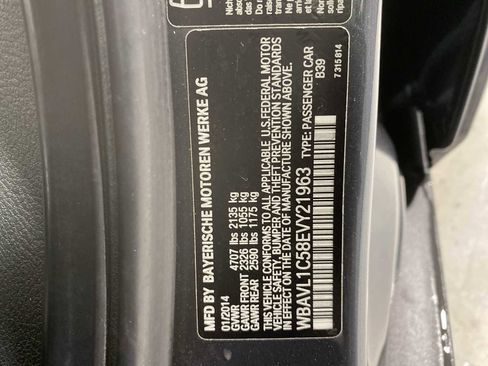 MFD BY BAYERISCHE MOTOREN WERKE AG
01/2014
GVWR 4707 lbs 2135 kg
GAWR FRONT 2326 lbs 1055 kg
GAWR REAR 2590 lbs 1175 kg
THIS VEHICLE CONFORMS TO ALL APPLICABLE U.S.FEDERAL MOTOR
VEHICLE SAFETY, BUMPER AND THEFT PREVENTION STANDARDS
IN EFFECT ON THE DATE OF MANUFACTURE SHOWN ABOVE.
WBAVL1C58EVY21963 TYPE: PASSENGER CAR
B39
7 315 814